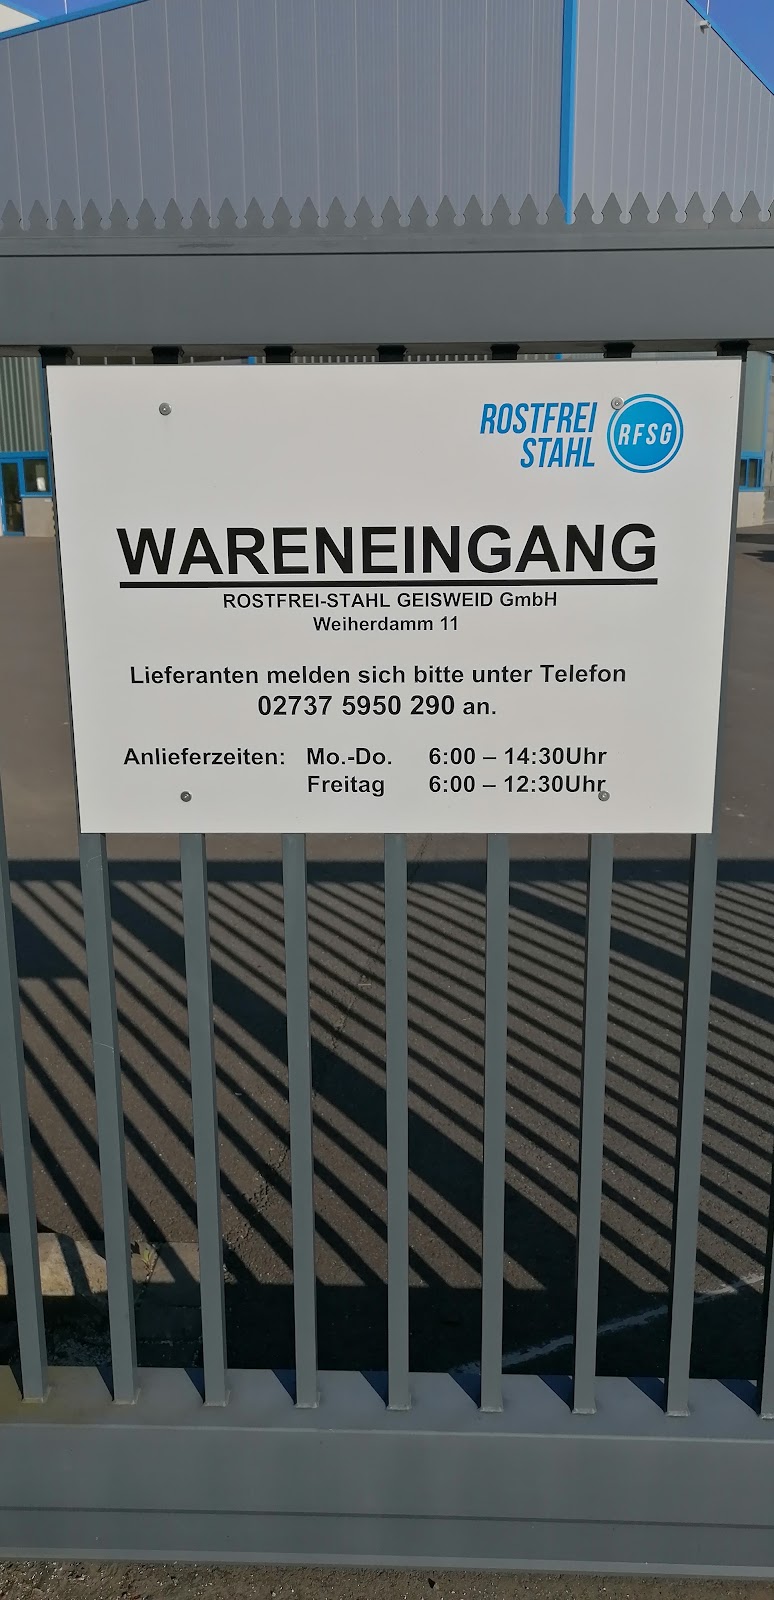 ROSTFREI
STAHL
RFSG
WARENEINGANG
ROSTFREI-STAHL GEISWEID GmbH
Weiherdamm 11
Lieferanten melden sich bitte unter Telefon
02737 5950 290 an.
Anlieferzeiten: Mo.-Do. 6:00 – 14:30Uhr
Freitag 6:00 – 12:30Uhr